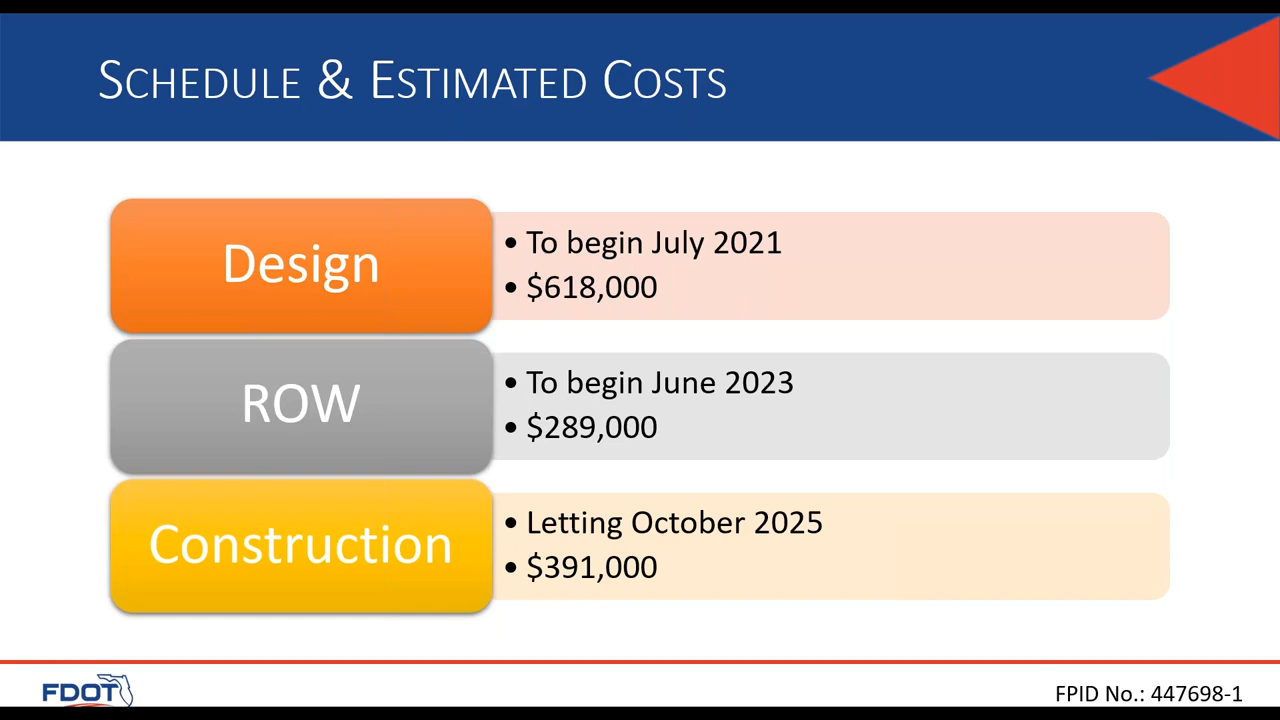 SCHEDULE & ESTIMATED COSTS
Design
• To begin July 2021
• $618,000
ROW
• To begin June 2023
• $289,000
Construction
• Letting October 2025
• $391,000
FDOT
FPID No.: 447698-1